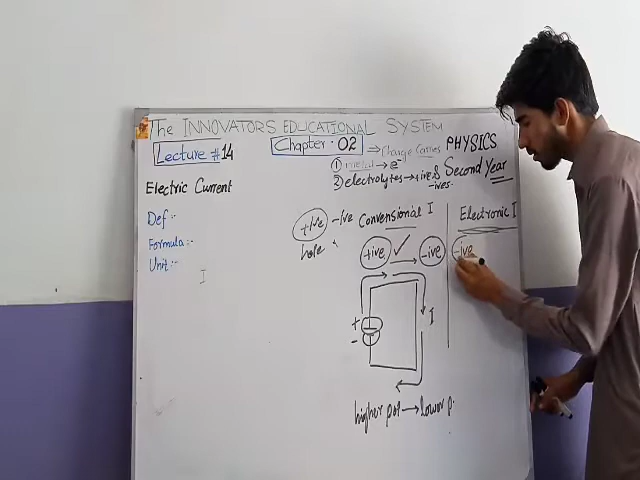 The INNOVATORS EDUCATIONAL SYSTEM
Lecture #14
Chapter. 02
PHYSICS
Second Year
→ Charge Carries
① metal → e⁻
2) electrolytes → +ive &
-ives.
Electric Current
Def :-
Formula :-
Unit :-
I
+ive -ive
hole
Convensional I
+ive ✓ → -ive
+
-
I
higher pot → lower p.
Electronic I
-ive